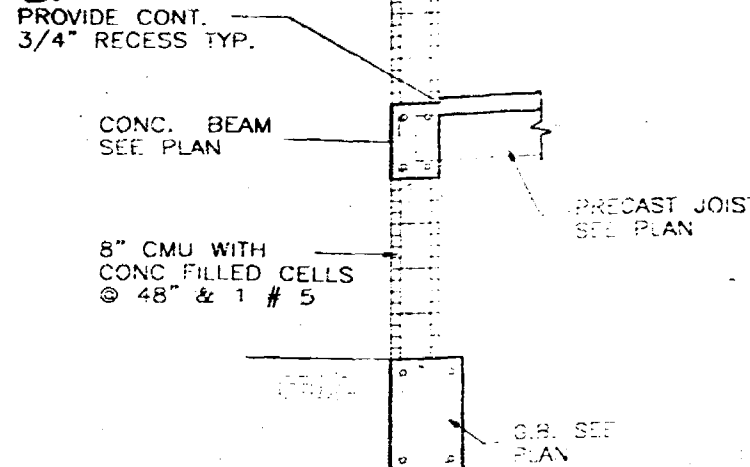 PROVIDE CONT.
3/4" RECESS TYP.
CONC. BEAM
SEE PLAN
PRECAST JOIST
SEE PLAN
8" CMU WITH
CONC FILLED CELLS
@ 48" & 1 # 5
G.B. SEE
PLAN